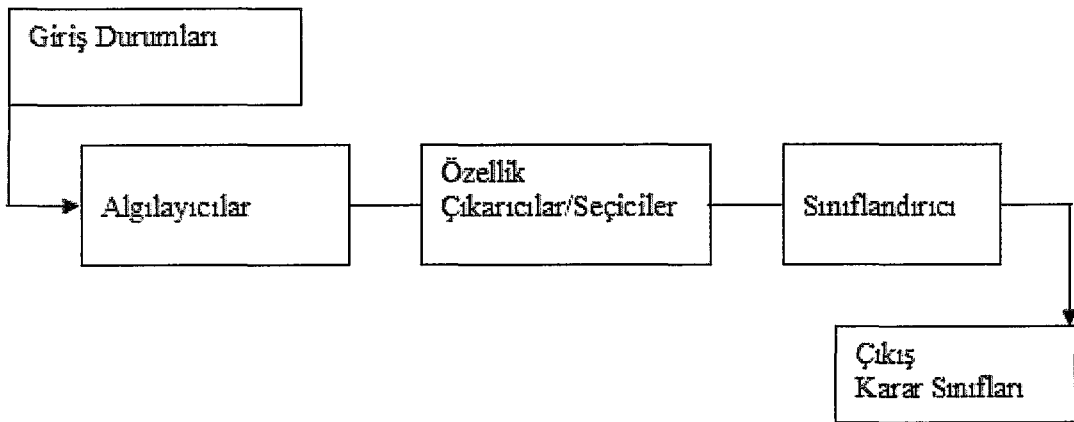 Giriş Durumları
Algılayıcılar
Özellik
Çıkarıcılar/Seçiciler
Sınıflandırıcı
Çıkış
Karar Sınıfları